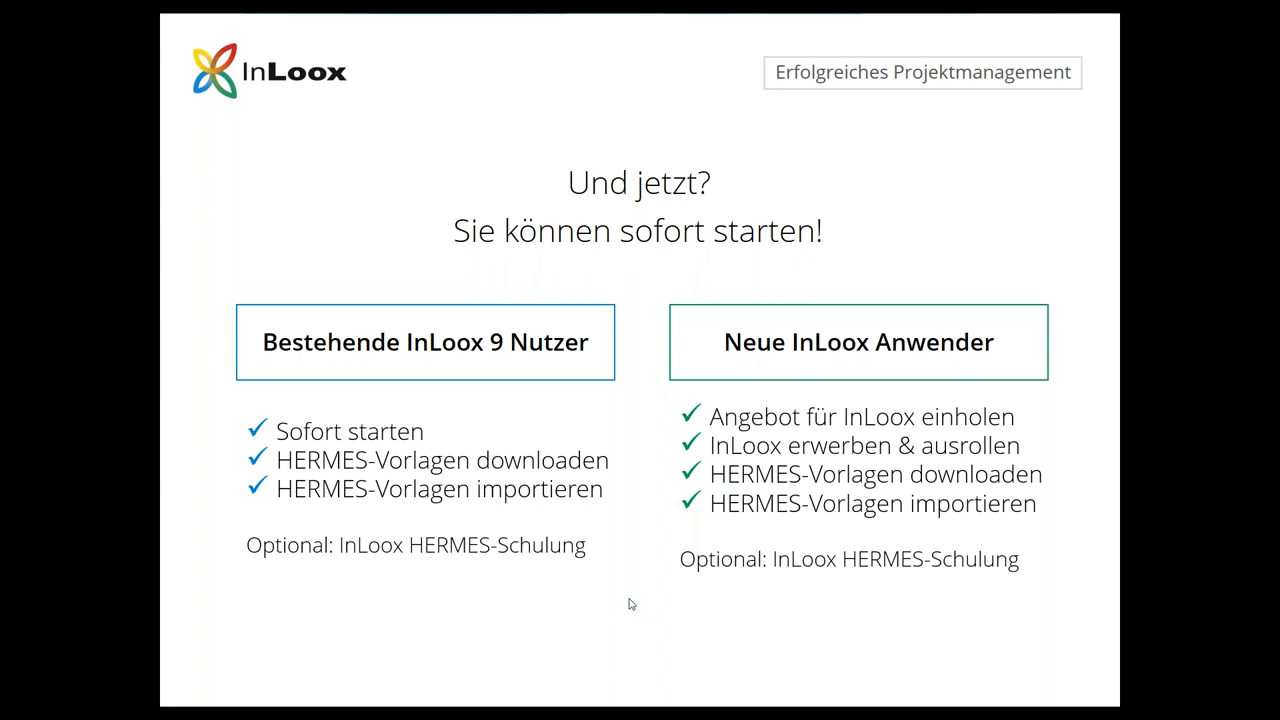 InLoox
Erfolgreiches Projektmanagement
Und jetzt?
Sie können sofort starten!
Bestehende InLoox 9 Nutzer
✓ Sofort starten
✓ HERMES-Vorlagen downloaden
✓ HERMES-Vorlagen importieren
Optional: InLoox HERMES-Schulung
Neue InLoox Anwender
✓ Angebot für InLoox einholen
✓ InLoox erwerben & ausrollen
✓ HERMES-Vorlagen downloaden
✓ HERMES-Vorlagen importieren
Optional: InLoox HERMES-Schulung